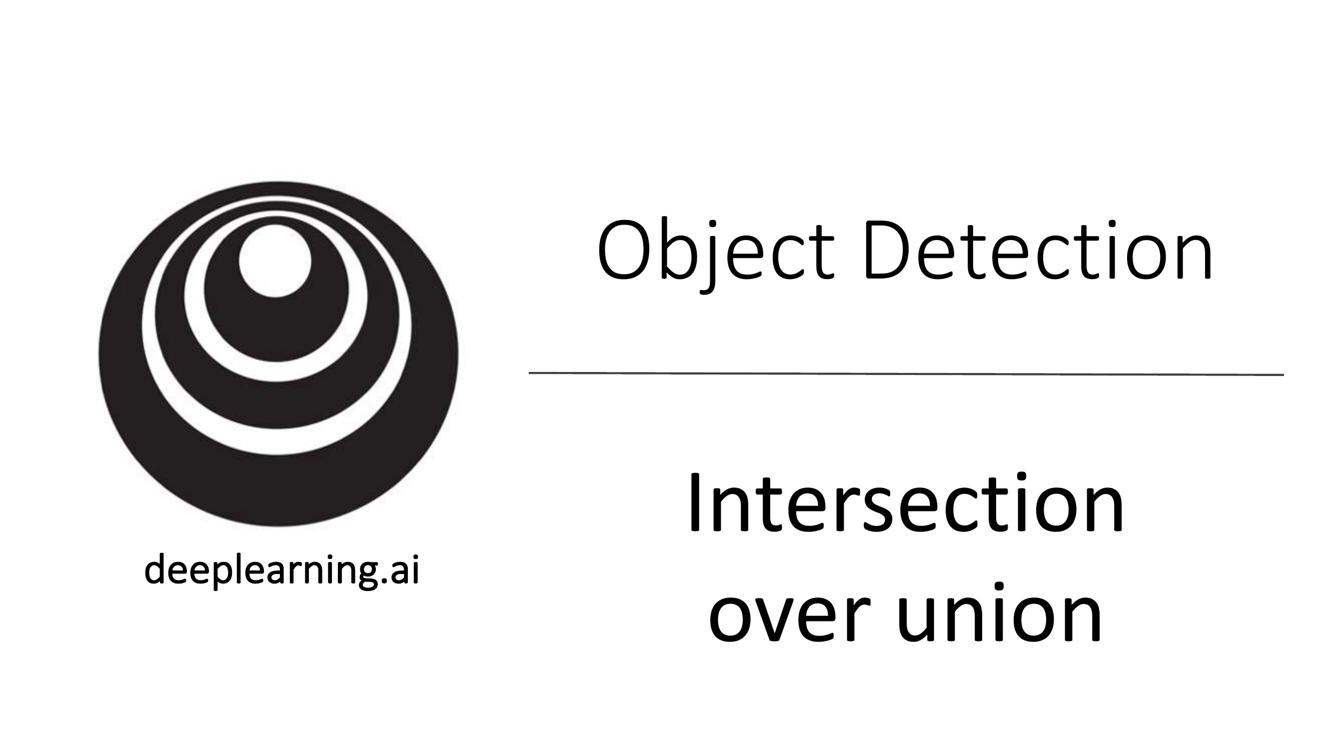 deeplearning.ai
Object Detection
Intersection
over union